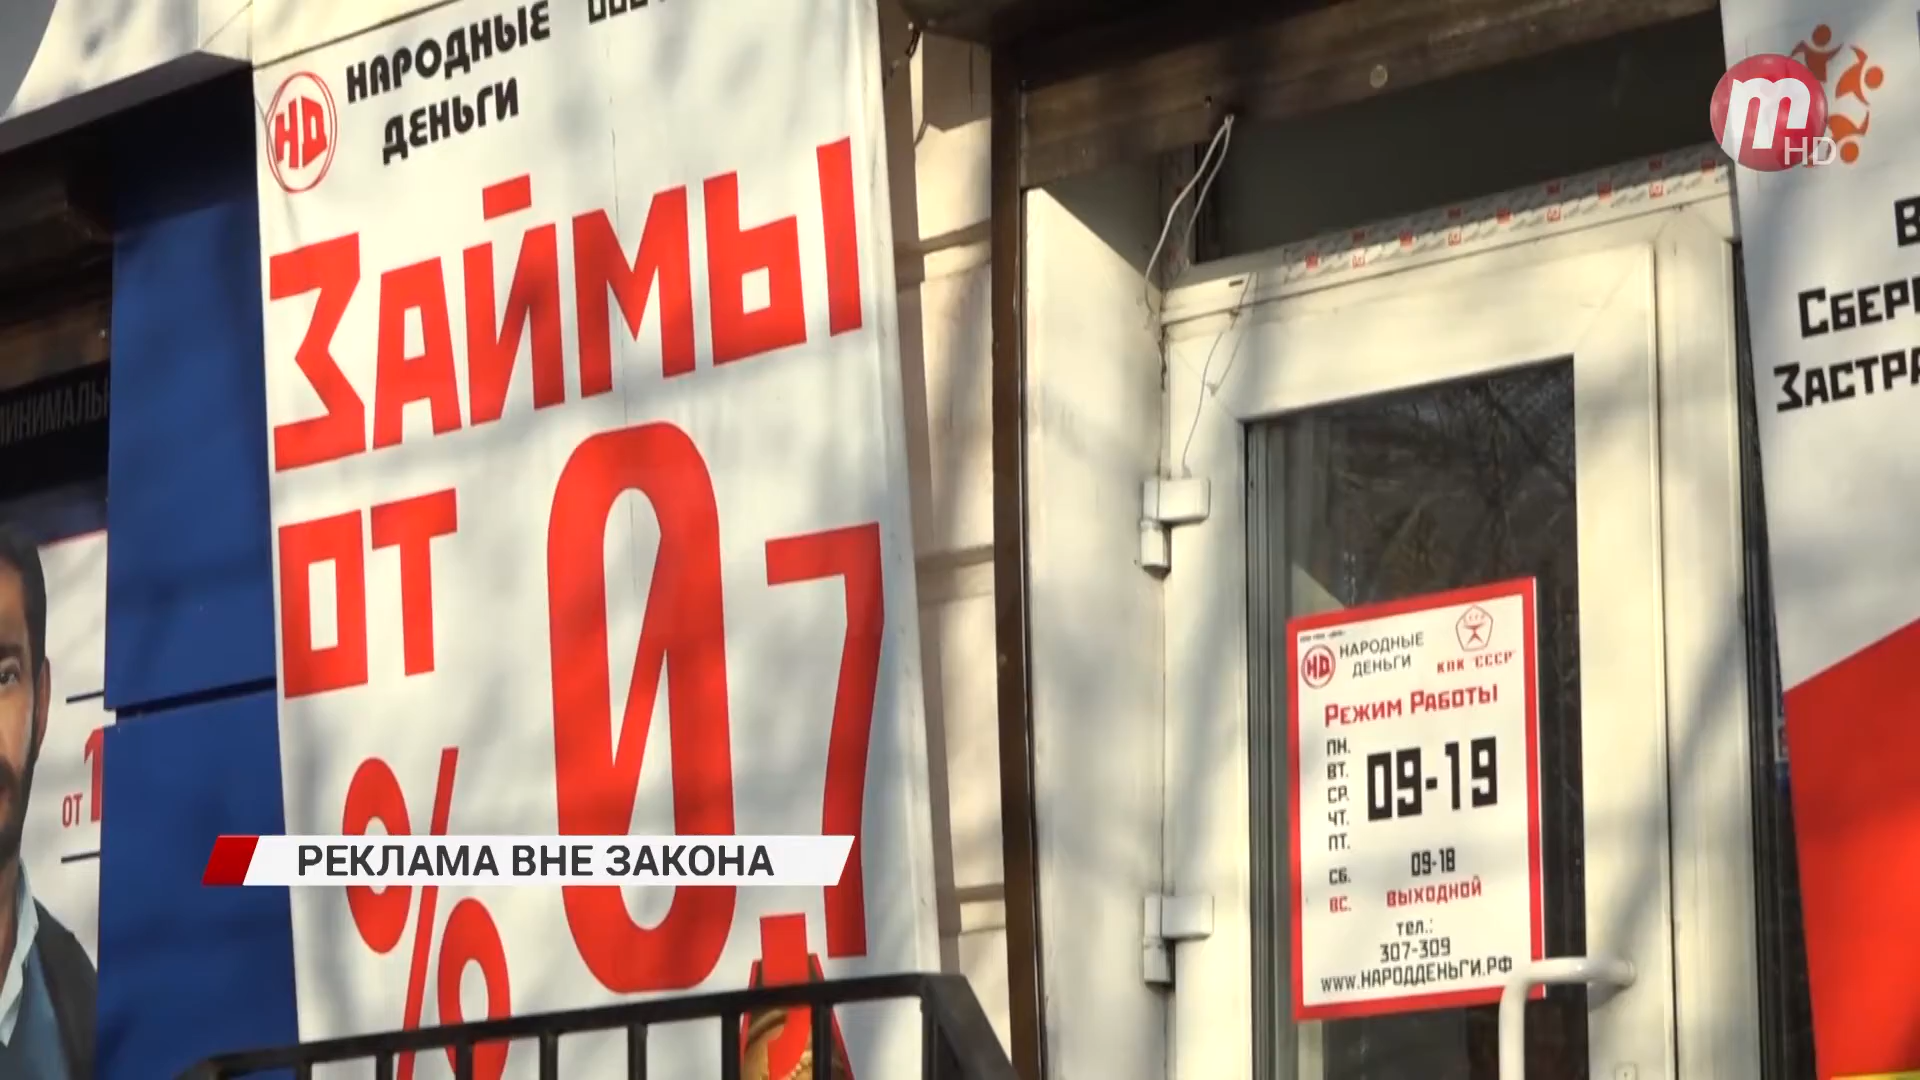 НАРОДНЫЕ
ДЕНЬГИ
НД
ЗАЙМЫ
ОТ 0,7
%
ОТ 1
m HD
СБЕР
ЗАСТРА
НД НАРОДНЫЕ
ДЕНЬГИ
КПК "СССР"
РЕЖИМ РАБОТЫ
ПН.
ВТ.
СР.
ЧТ.
ПТ.
09-19
СБ. 09-18
ВС. ВЫХОДНОЙ
ТЕЛ.:
307-309
WWW.НАРОДДЕНЬГИ.РФ
РЕКЛАМА ВНЕ ЗАКОНА